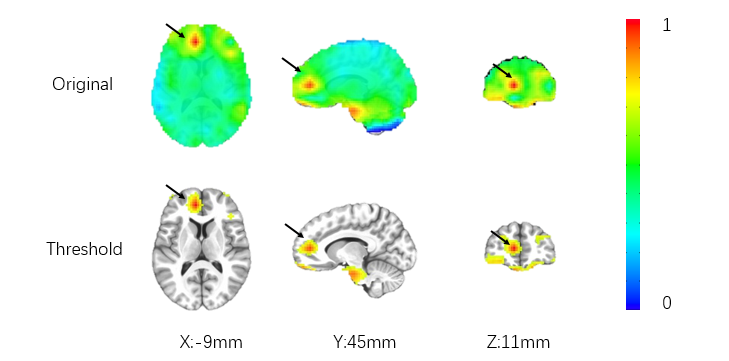 1
Original
Threshold
0
X:-9mm
Y:45mm
Z:11mm